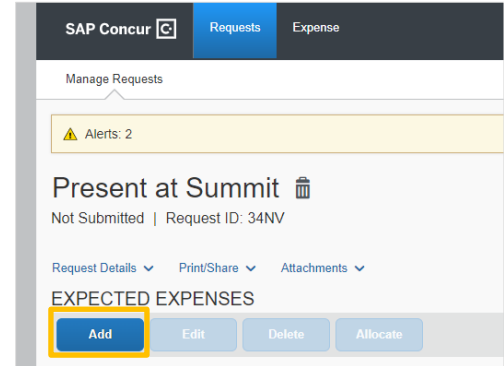 SAP Concur C Requests Expense
Manage Requests
Alerts: 2
Present at Summit
Not Submitted | Request ID: 34NV
Request Details Print/Share Attachments
EXPECTED EXPENSES
Add Edit Delete Allocate